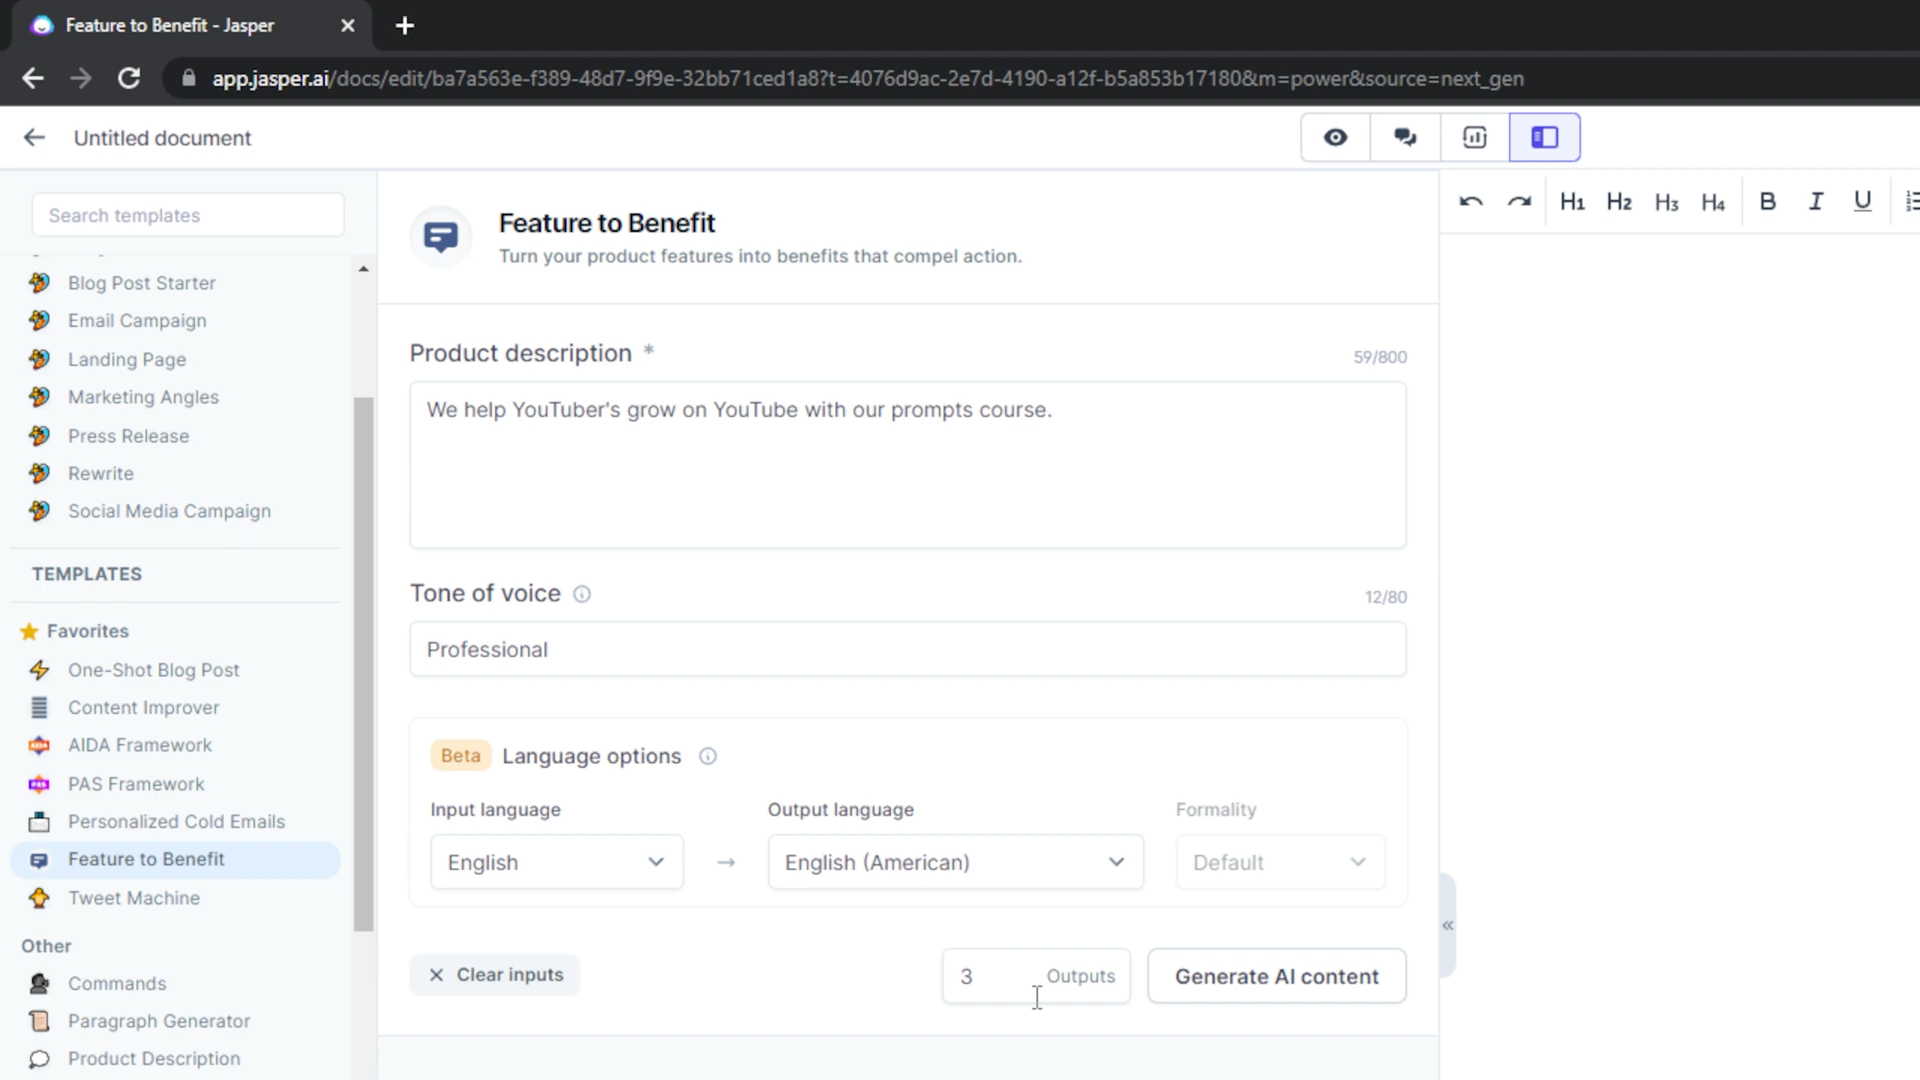 Feature to Benefit - Jasper
app.jasper.ai/docs/edit/ba7a563e-f389-48d7-9f9e-32bb71ced1a8?t=4076d9ac-2e7d-4190-a12f-b5a853b17180&m=power&source=next_gen
Untitled document
H1 H2 H3 H4 B I U
Search templates
Blog Post Starter
Email Campaign
Landing Page
Marketing Angles
Press Release
Rewrite
Social Media Campaign
TEMPLATES
Favorites
One-Shot Blog Post
Content Improver
AIDA Framework
PAS Framework
Personalized Cold Emails
Feature to Benefit
Tweet Machine
Other
Commands
Paragraph Generator
Product Description
Feature to Benefit
Turn your product features into benefits that compel action.
Product description * 59/800
We help YouTuber's grow on YouTube with our prompts course.
Tone of voice 12/80
Professional
Beta Language options
Input language Output language Formality
English → English (American) Default
Clear inputs 3 Outputs Generate AI content